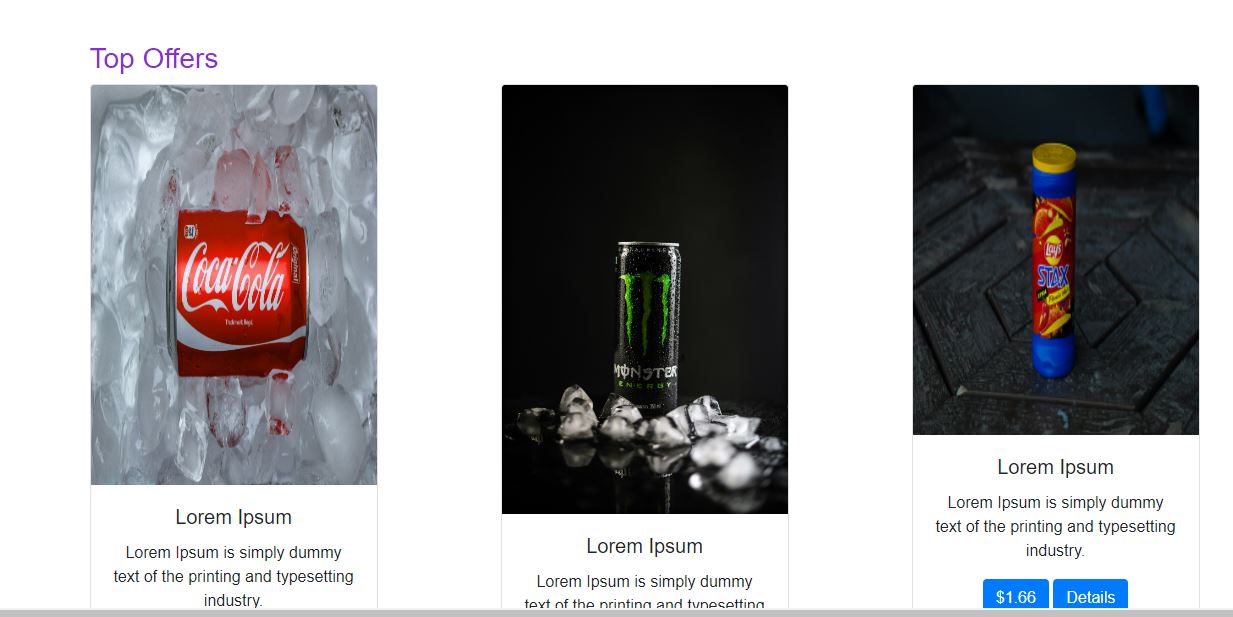 Top Offers
Coca-Cola
Original
MONSTER
ENERGY
Lay's
STAX
Lorem Ipsum
Lorem Ipsum is simply dummy
text of the printing and typesetting
industry.
Lorem Ipsum
Lorem Ipsum is simply dummy
text of the printing and typesetting
Lorem Ipsum
Lorem Ipsum is simply dummy
text of the printing and typesetting
industry.
$1.66
Details